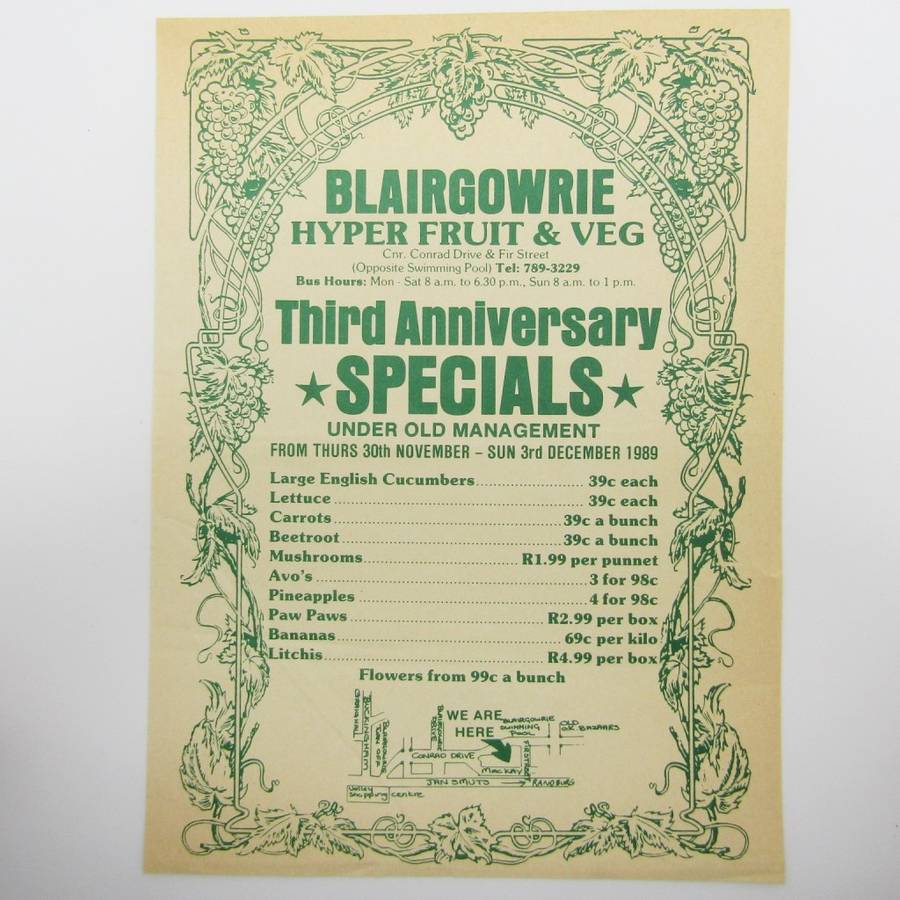 BLAIRGOWRIE
HYPER FRUIT & VEG
Cnr. Conrad Drive & Fir Street
(Opposite Swimming Pool) Tel: 789-3229
Bus Hours: Mon - Sat 8 a.m. to 6.30 p.m., Sun 8 a.m. to 1 p.m.
Third Anniversary
★SPECIALS★
UNDER OLD MANAGEMENT
FROM THURS 30th NOVEMBER – SUN 3rd DECEMBER 1989
Large English Cucumbers 39c each
Lettuce 39c each
Carrots 39c a bunch
Beetroot 39c a bunch
Mushrooms R1.99 per punnet
Avo's 3 for 98c
Pineapples 4 for 98c
Paw Paws R2.99 per box
Bananas 69c per kilo
Litchis R4.99 per box
Flowers from 99c a bunch
WE ARE
HERE
BLAIRGOWRIE
SWIMMING
POOL
OLD
O.K. BAZAARS
BUCKINGHAM
BLAIRGOWRIE
DRIVE
CONRAD DRIVE
MACKAY
JAN SMUTS
RANDBURG
Valley
Shopping centre